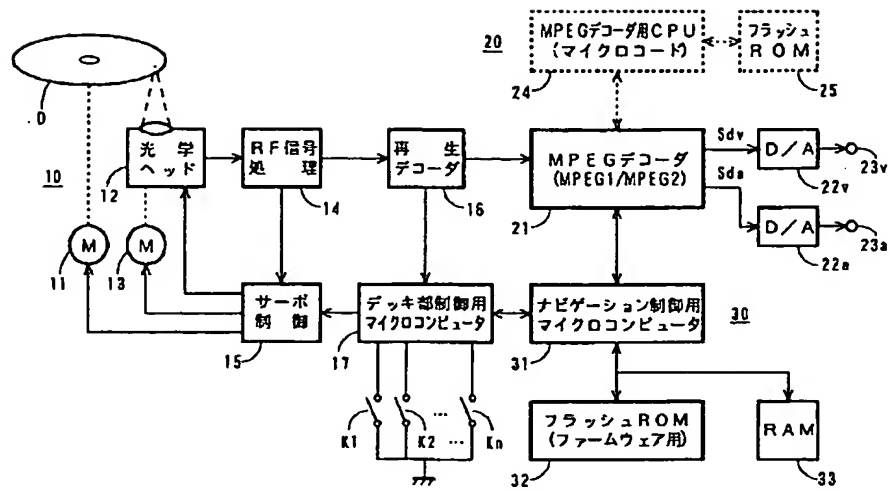 20
MPEGデコーダ用CPU
(マイクロコード)
24
フラッシュ
ROM
25
D
光学
ヘッド
12
RF信号
処理
14
再生
デコーダ
16
MPEGデコーダ
(MPEG1/MPEG2)
21
Sdv
D/A
22v
23v
Sda
D/A
22a
23a
10
M
11
M
13
サーボ
制御
15
デッキ部制御用
マイクロコンピュータ
17
ナビゲーション制御用
マイクロコンピュータ
31
30
K1
K2
...
...
Kn
フラッシュROM
(ファームウェア用)
32
RAM
33